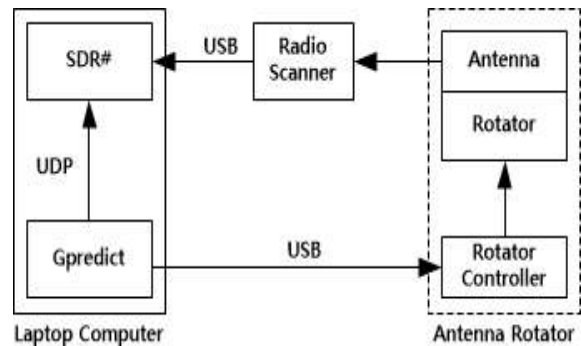 SDR#
USB
Radio
Scanner
Antenna
Rotator
UDP
Gpredict
USB
Rotator
Controller
Laptop Computer
Antenna Rotator